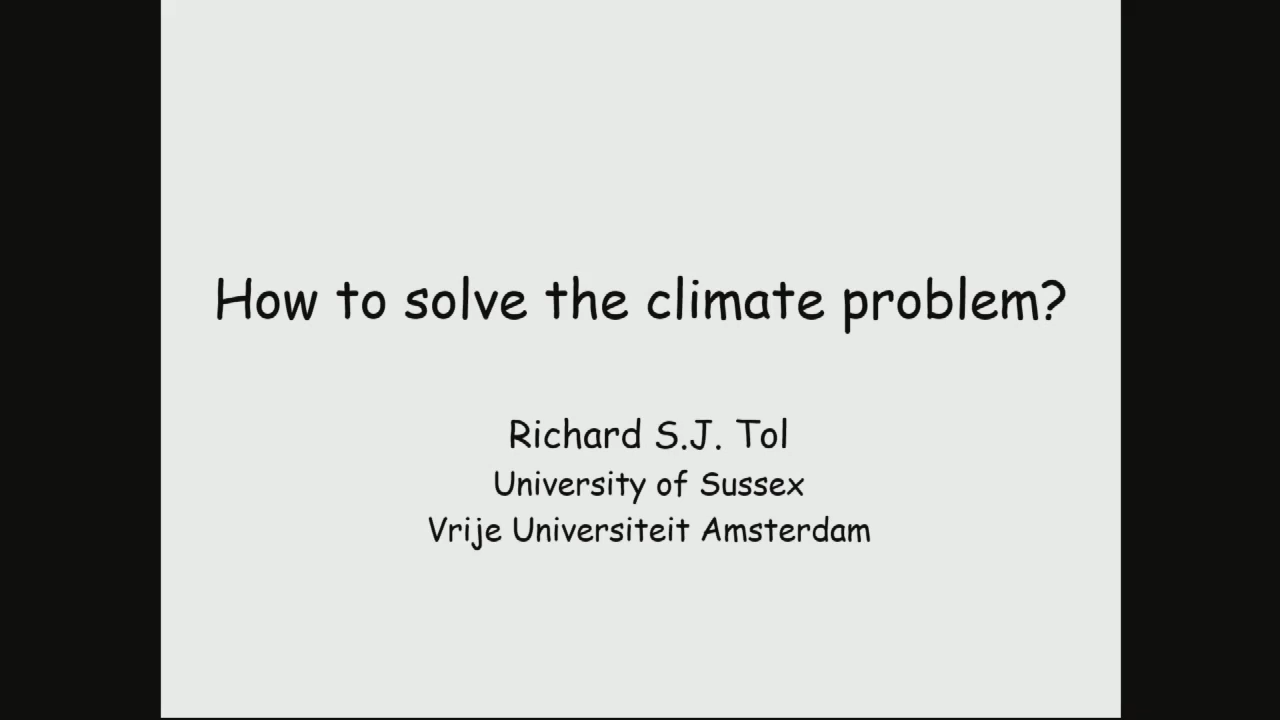 How to solve the climate problem?
Richard S.J. Tol
University of Sussex
Vrije Universiteit Amsterdam